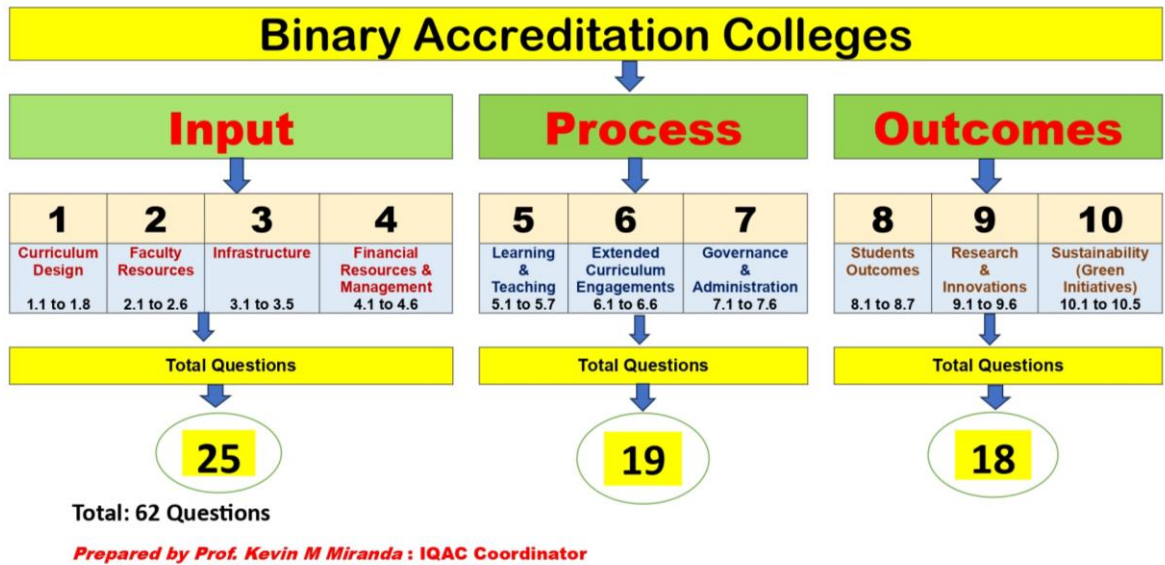 Binary Accreditation Colleges
Input
Process
Outcomes
1
2
3
4
5
6
7
8
9
10
Curriculum
Design
1.1 to 1.8
Faculty
Resources
2.1 to 2.6
Infrastructure
3.1 to 3.5
Financial
Resources &
Management
4.1 to 4.6
Learning
&
Teaching
5.1 to 5.7
Extended
Curriculum
Engagements
6.1 to 6.6
Governance
&
Administration
7.1 to 7.6
Students
Outcomes
8.1 to 8.7
Research
&
Innovations
9.1 to 9.6
Sustainability
(Green
Initiatives)
10.1 to 10.5
Total Questions
Total Questions
Total Questions
25
19
18
Total: 62 Questions
Prepared by Prof. Kevin M Miranda : IQAC Coordinator